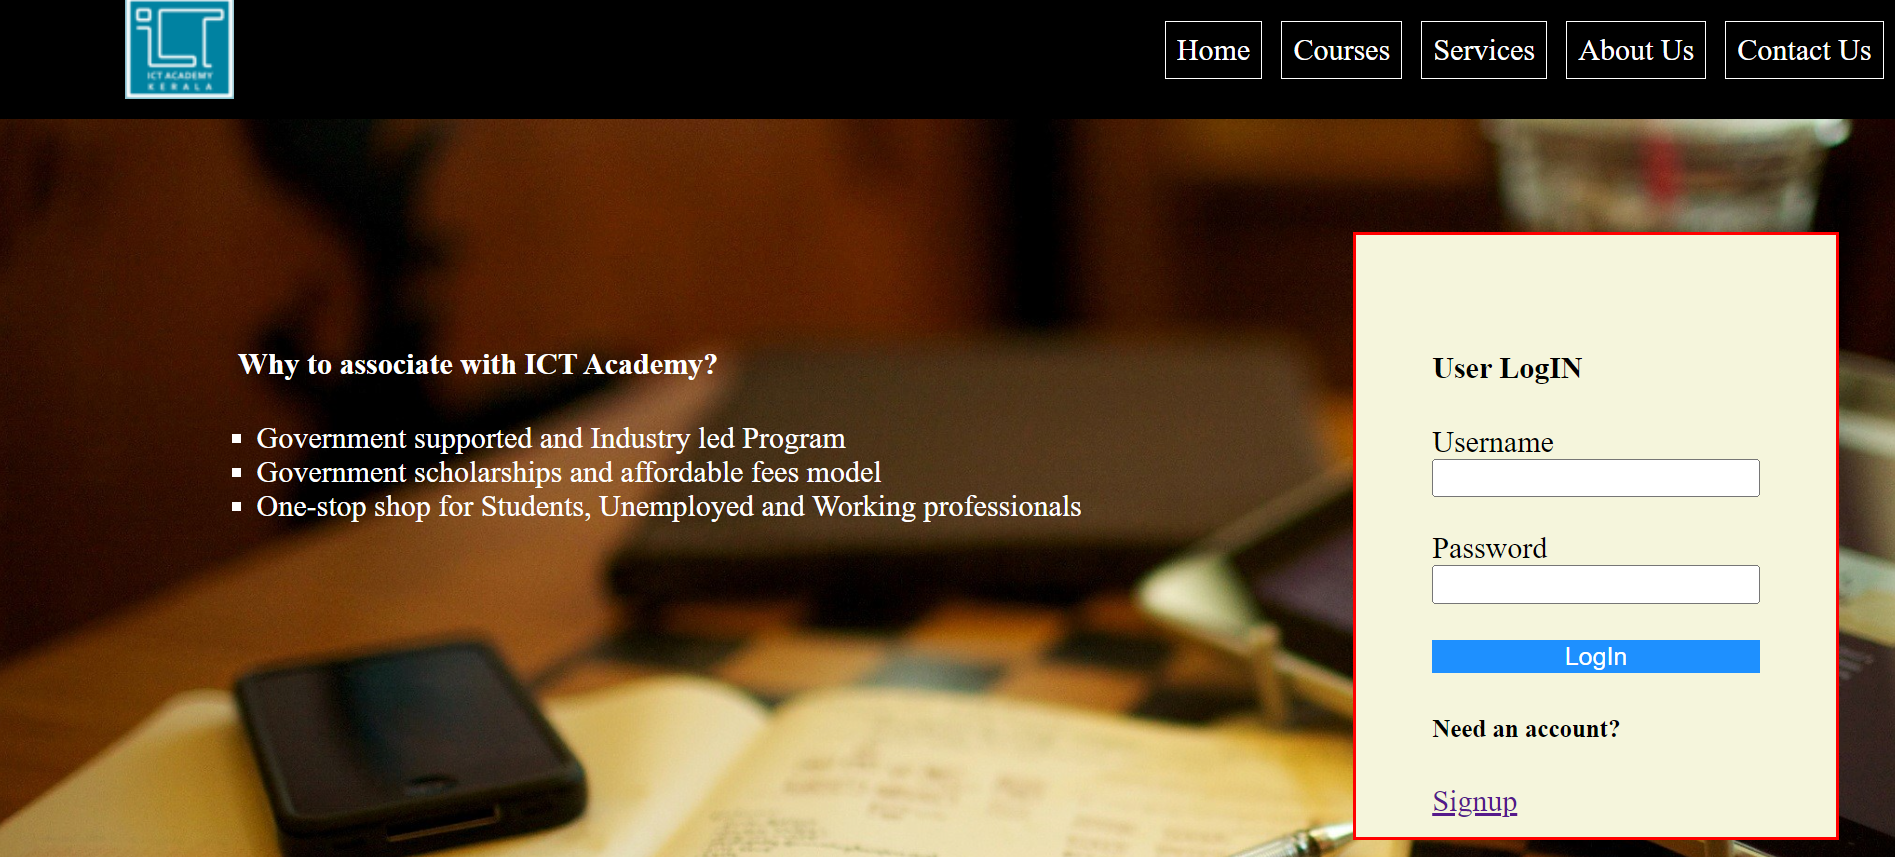 ICT ACADEMY
KERALA
Home Courses Services About Us Contact Us
Why to associate with ICT Academy?
Government supported and Industry led Program
Government scholarships and affordable fees model
One-stop shop for Students, Unemployed and Working professionals
User LogIN
Username
Password
LogIn
Need an account?
Signup